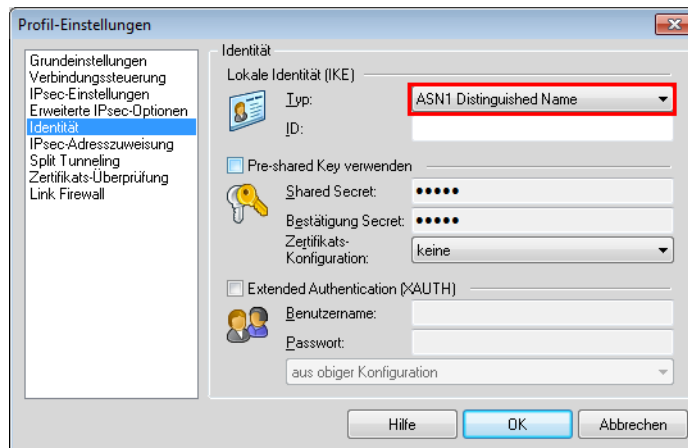 Profil-Einstellungen
Grundeinstellungen
Verbindungssteuerung
IPsec-Einstellungen
Erweiterte IPsec-Optionen
Identität
IPsec-Adresszuweisung
Split Tunneling
Zertifikats-Überprüfung
Link Firewall
Identität
Lokale Identität (IKE)
Typ: ASN1 Distinguished Name
ID:
Pre-shared Key verwenden
Shared Secret: •••••
Bestätigung Secret: •••••
Zertifikats-
Konfiguration: keine
Extended Authentication (XAUTH)
Benutzername:
Passwort:
aus obiger Konfiguration
Hilfe OK Abbrechen